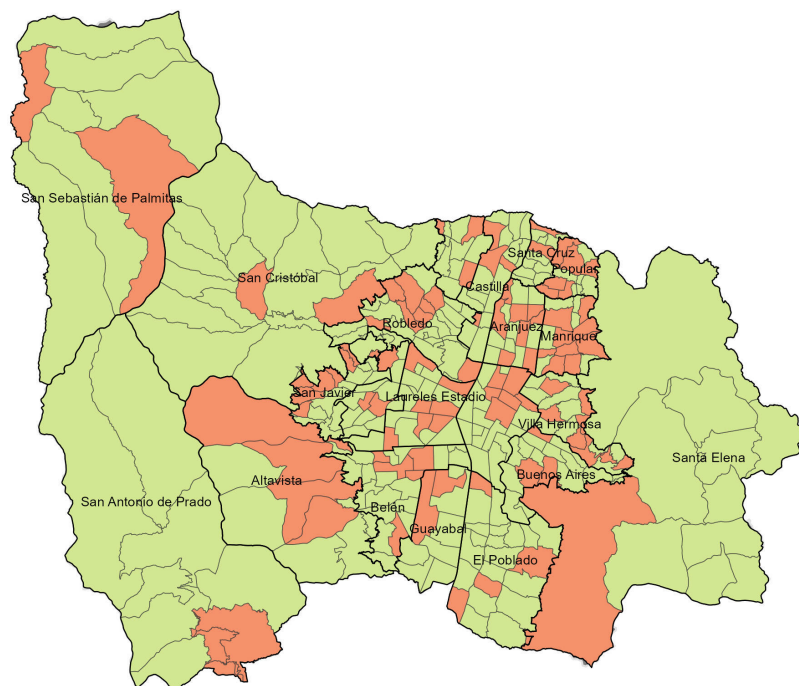 San Sebastián de Palmitas
San Cristóbal
Santa Cruz
Popular
Castilla
Robledo
Aranjuez
Manrique
San Javier
Laureles Estadio
Villa Hermosa
Santa Elena
Buenos Aires
Altavista
San Antonio de Prado
Belén
Guayabal
El Poblado